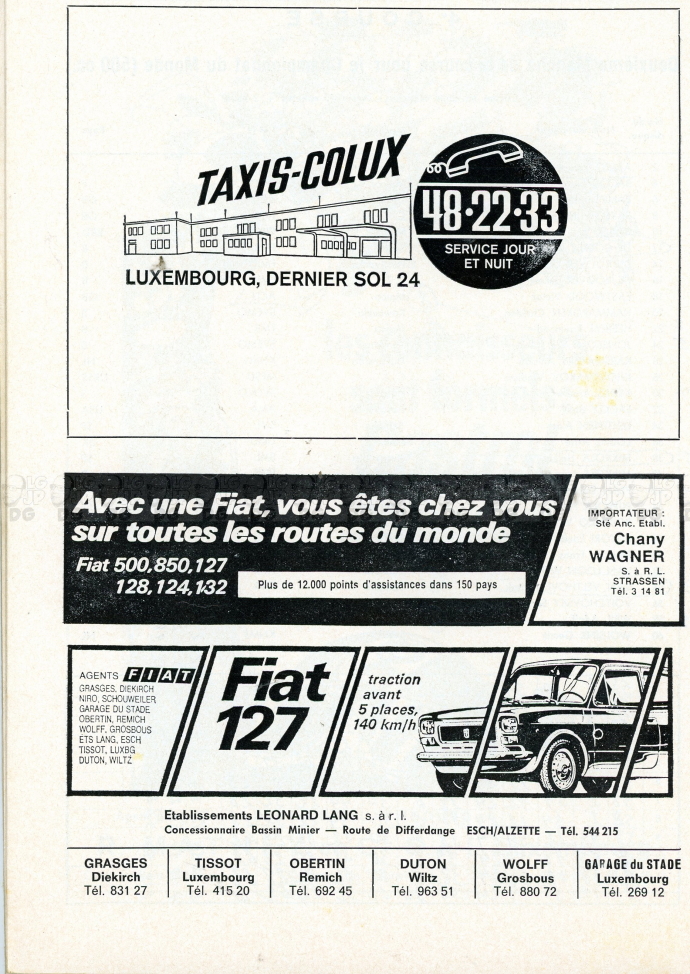 TAXIS-COLUX
48·22·33
SERVICE JOUR
ET NUIT
LUXEMBOURG, DERNIER SOL 24
Avec une Fiat, vous êtes chez vous
sur toutes les routes du monde
Fiat 500,850,127
128,124,132
Plus de 12.000 points d'assistances dans 150 pays
IMPORTATEUR :
Sté Anc. Etabl.
Chany
WAGNER
S. à R. L.
STRASSEN
Tél. 3 14 81
AGENTS FIAT
GRASGES, DIEKIRCH
NIRO, SCHOUWEILER
GARAGE DU STADE
OBERTIN, REMICH
WOLFF, GROSBOUS
ETS LANG, ESCH
TISSOT, LUXBG
DUTON, WILTZ
Fiat
127
traction
avant
5 places,
140 km/h
Etablissements LEONARD LANG s. à r. l.
Concessionnaire Bassin Minier — Route de Differdange ESCH/ALZETTE — Tél. 544 215
GRASGES
Diekirch
Tél. 831 27
TISSOT
Luxembourg
Tél. 415 20
OBERTIN
Remich
Tél. 692 45
DUTON
Wiltz
Tél. 963 51
WOLFF
Grosbous
Tél. 880 72
GARAGE du STADE
Luxembourg
Tél. 269 12